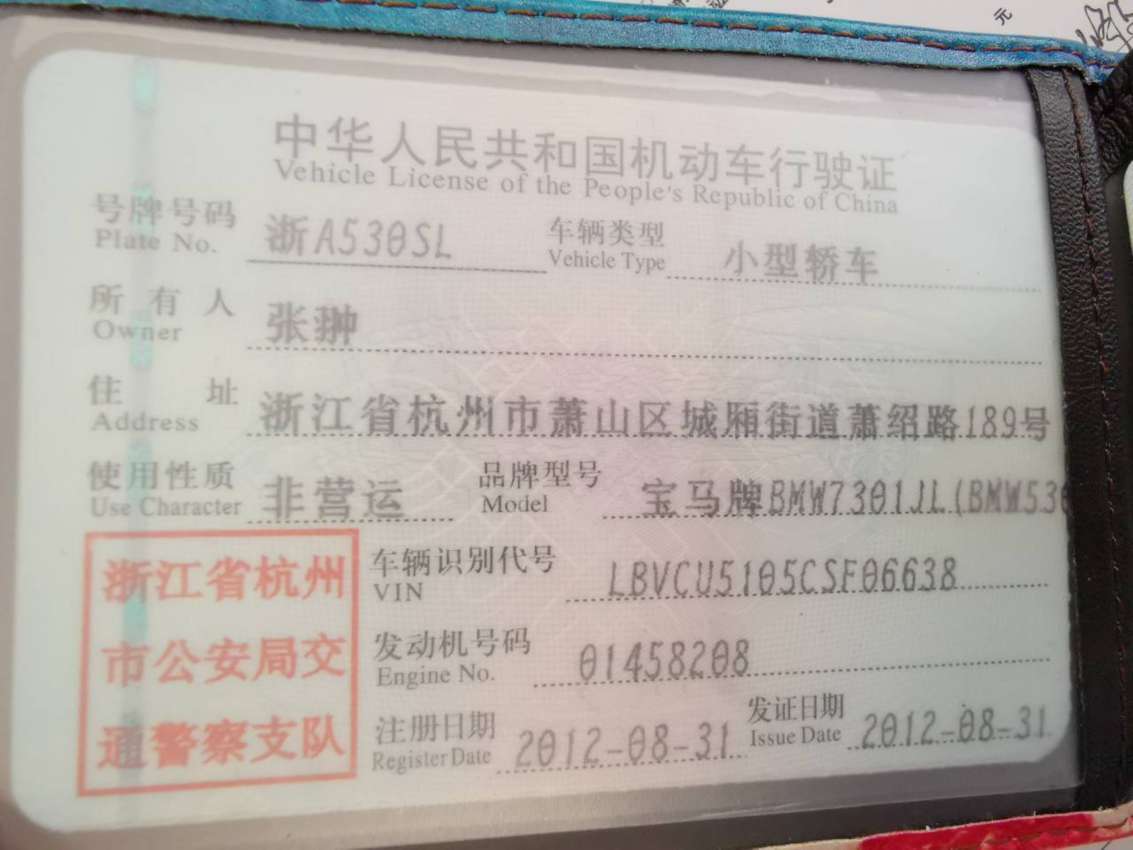 元
中华人民共和国机动车行驶证
Vehicle License of the People's Republic of China
号牌号码 浙A530SL 车辆类型 小型轿车
Plate No. Vehicle Type
所有人 张翀
Owner
住址 浙江省杭州市萧山区城厢街道萧绍路189号
Address
使用性质 非营运 品牌型号 宝马牌BMW7301JL(BMW530
Use Character Model
浙江省杭州
市公安局交
通警察支队
车辆识别代号 LBVCU5105CSF06638
VIN
发动机号码 01458208
Engine No.
注册日期 2012-08-31 发证日期 2012-08-31
Register Date Issue Date